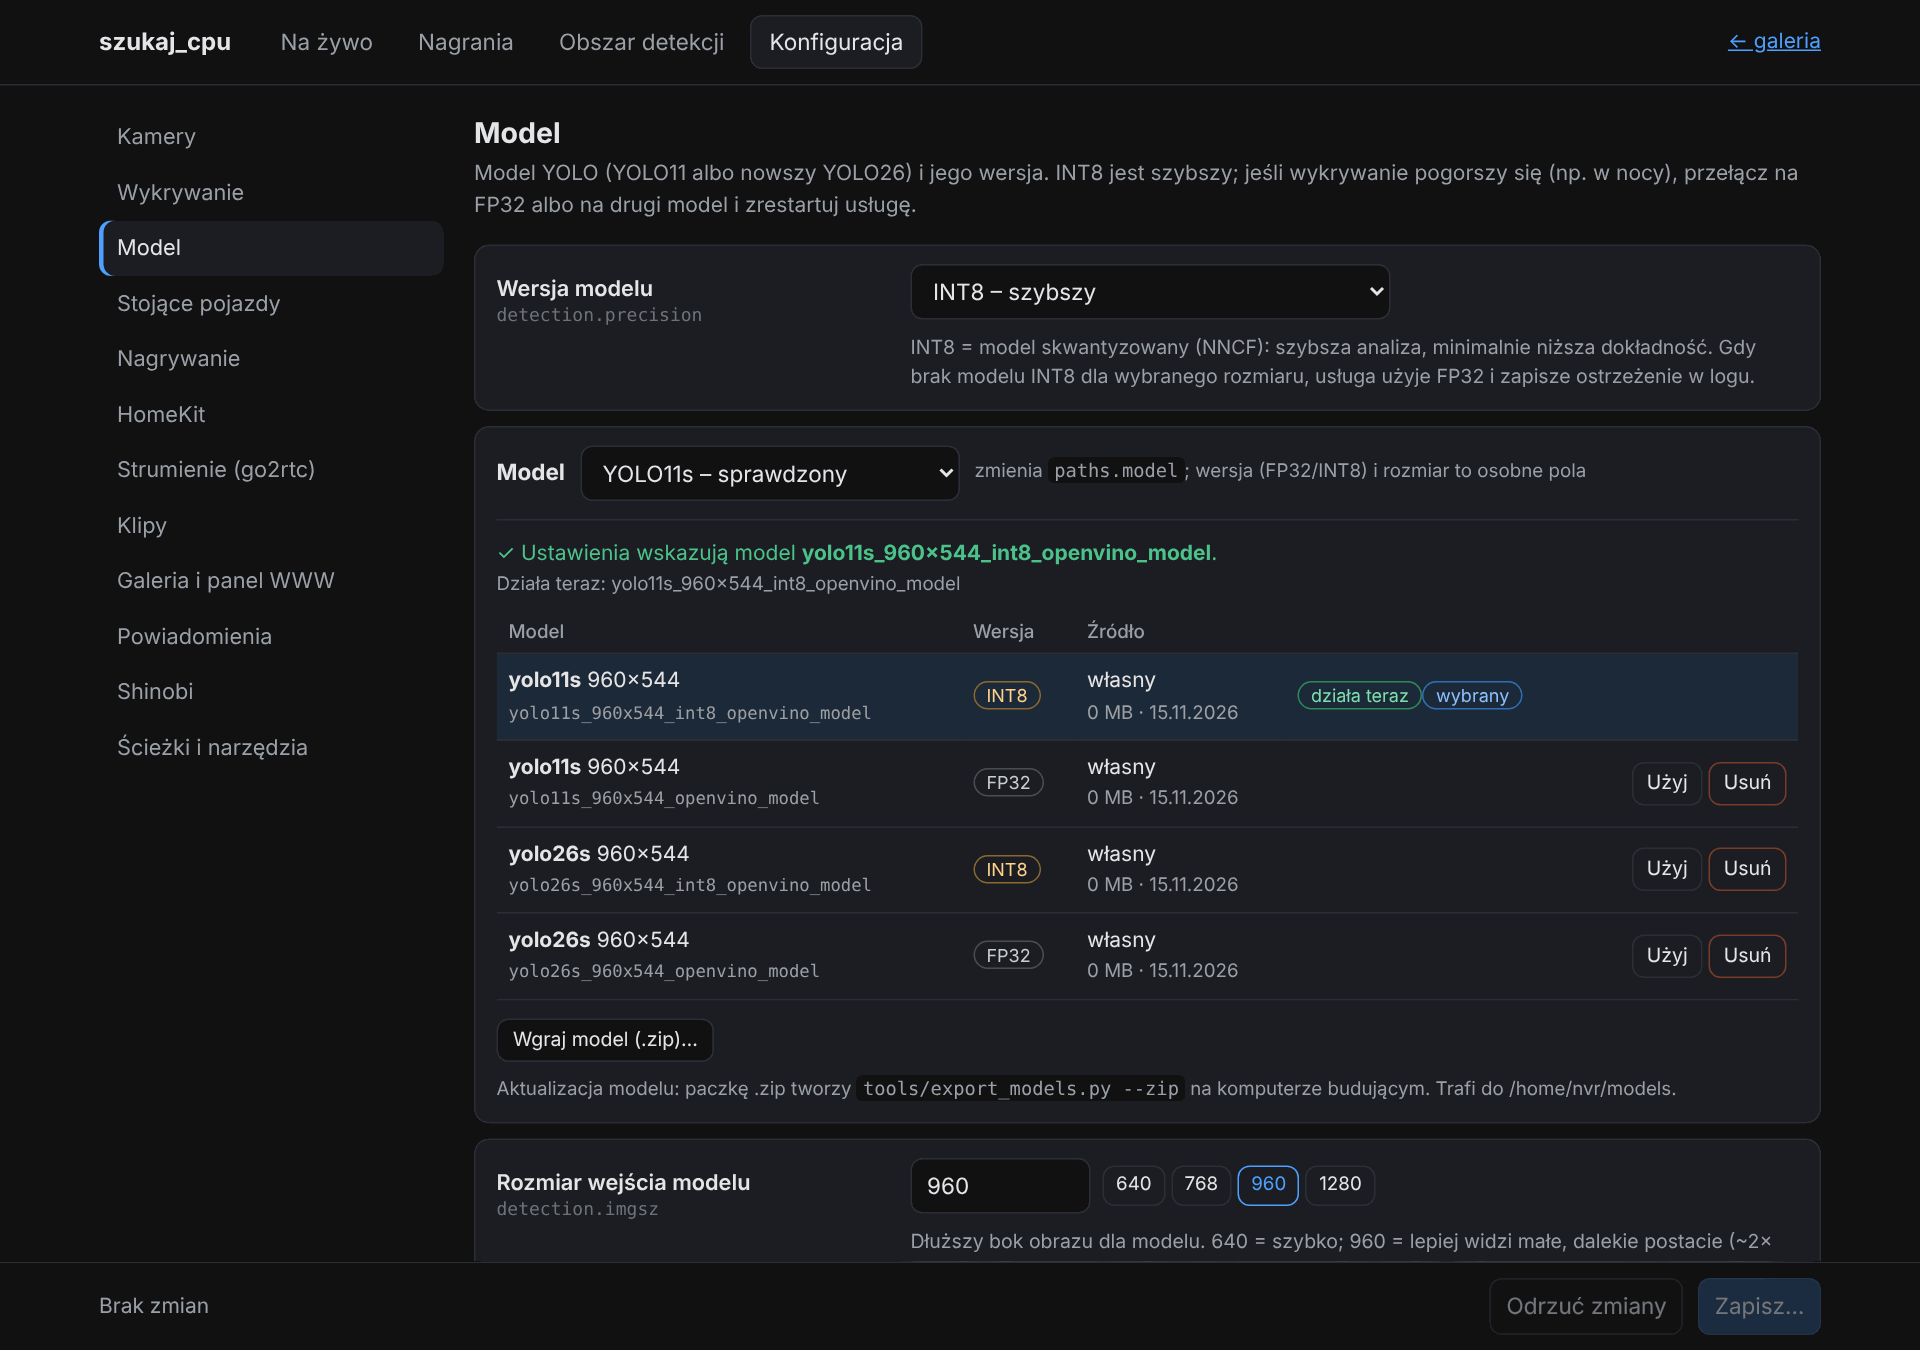 szukaj_cpu Na żywo Nagrania Obszar detekcji Konfiguracja ← galeria
Kamery
Wykrywanie
Model
Stojące pojazdy
Nagrywanie
HomeKit
Strumienie (go2rtc)
Klipy
Galeria i panel WWW
Powiadomienia
Shinobi
Ścieżki i narzędzia
Model
Model YOLO (YOLO11 albo nowszy YOLO26) i jego wersja. INT8 jest szybszy; jeśli wykrywanie pogorszy się (np. w nocy), przełącz na
FP32 albo na drugi model i zrestartuj usługę.
Wersja modelu
detection.precision
INT8 – szybszy
INT8 = model skwantyzowany (NNCF): szybsza analiza, minimalnie niższa dokładność. Gdy
brak modelu INT8 dla wybranego rozmiaru, usługa użyje FP32 i zapisze ostrzeżenie w logu.
Model YOLO11s – sprawdzony zmienia paths.model; wersja (FP32/INT8) i rozmiar to osobne pola
✓ Ustawienia wskazują model yolo11s_960×544_int8_openvino_model.
Działa teraz: yolo11s_960×544_int8_openvino_model
Model Wersja Źródło
yolo11s 960×544 INT8 własny działa teraz wybrany
yolo11s_960x544_int8_openvino_model 0 MB · 15.11.2026
yolo11s 960×544 FP32 własny Użyj Usuń
yolo11s_960x544_openvino_model 0 MB · 15.11.2026
yolo26s 960×544 INT8 własny Użyj Usuń
yolo26s_960x544_int8_openvino_model 0 MB · 15.11.2026
yolo26s 960×544 FP32 własny Użyj Usuń
yolo26s_960x544_openvino_model 0 MB · 15.11.2026
Wgraj model (.zip)...
Aktualizacja modelu: paczkę .zip tworzy tools/export_models.py --zip na komputerze budującym. Trafi do /home/nvr/models.
Rozmiar wejścia modelu
detection.imgsz
960 640 768 960 1280
Dłuższy bok obrazu dla modelu. 640 = szybko; 960 = lepiej widzi małe, dalekie postacie (~2×
Brak zmian Odrzuć zmiany Zapisz...